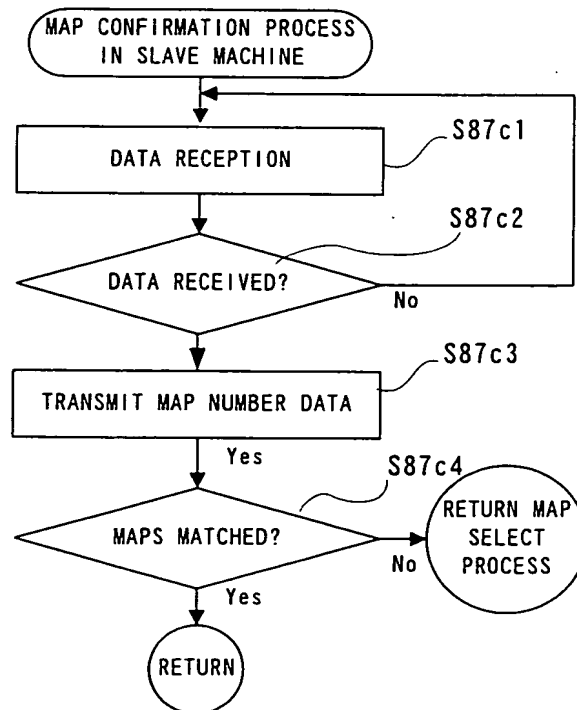 MAP CONFIRMATION PROCESS
IN SLAVE MACHINE
DATA RECEPTION
S87c1
S87c2
DATA RECEIVED?
No
S87c3
TRANSMIT MAP NUMBER DATA
Yes
S87c4
MAPS MATCHED?
No
RETURN MAP
SELECT
PROCESS
Yes
RETURN